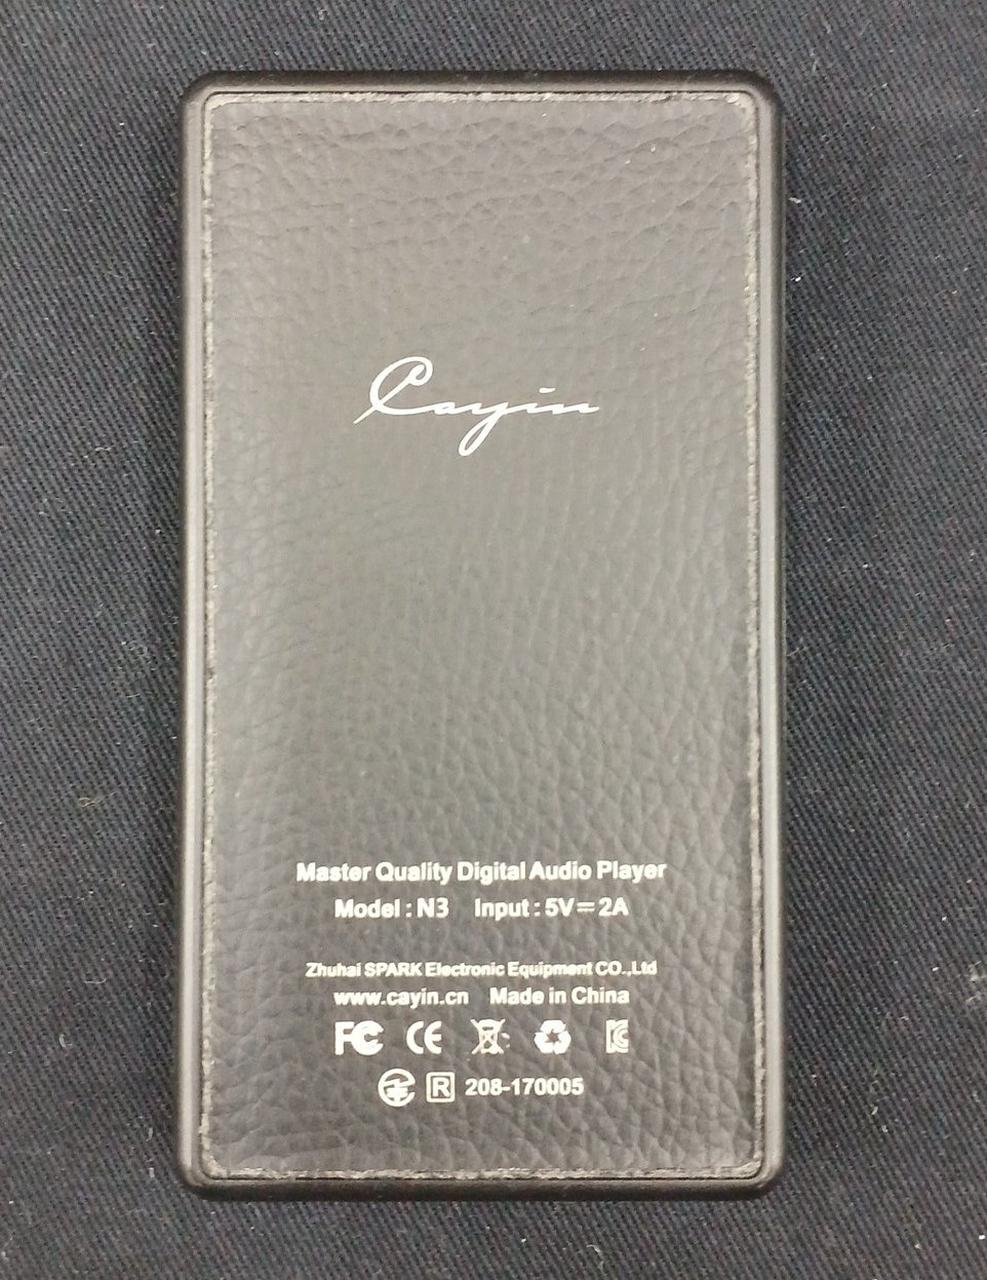 Cayin
Master Quality Digital Audio Player
Model : N3 Input : 5V⎓2A
Zhuhai SPARK Electronic Equipment CO.,Ltd
www.cayin.cn Made in China
FC CE
R 208-170005